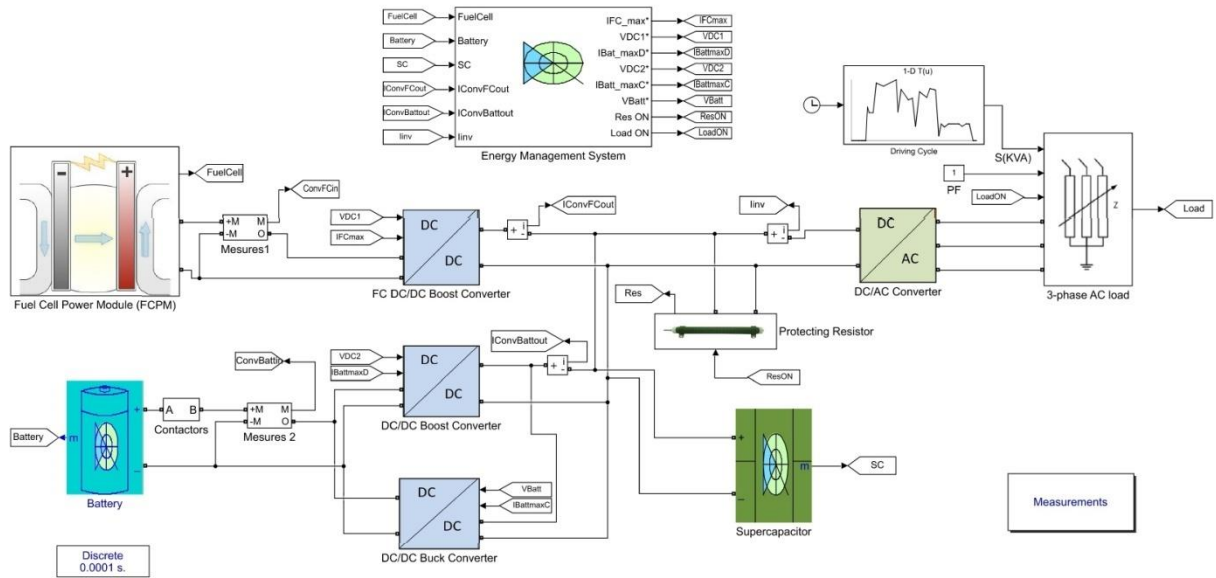 FuelCell
Battery
SC
IConvFCout
IConvBattout
Iinv
FuelCell
Battery
SC
IConvFCout
IConvBattout
Iinv
IFC_max*
VDC1*
IBat_maxD*
VDC2*
IBatt_maxC*
VBatt*
Res ON
Load ON
IFCmax
VDC1
IBattmaxD
VDC2
IBattmaxC
VBatt
ResON
LoadON
Energy Management System
1-D T(u)
Driving Cycle
S(KVA)
1
PF
LoadON
Z
Load
3-phase AC load
- +
Fuel Cell Power Module (FCPM)
FuelCell
ConvFCin
+M M
-M O
Mesures1
VDC1
IFCmax
DC
DC
FC DC/DC Boost Converter
+ i
-
IConvFCout
Iinv
+ i
-
DC
AC
DC/AC Converter
Res
Protecting Resistor
ResON
ConvBattin
Battery
m
+
-
Battery
A B
Contactors
+M M
-M O
Mesures 2
VDC2
IBattmaxD
DC
DC
DC/DC Boost Converter
IConvBattout
+ i
-
DC
DC
VBatt
IBattmaxC
DC/DC Buck Converter
+
-
m
SC
Supercapacitor
Measurements
Discrete
0.0001 s.